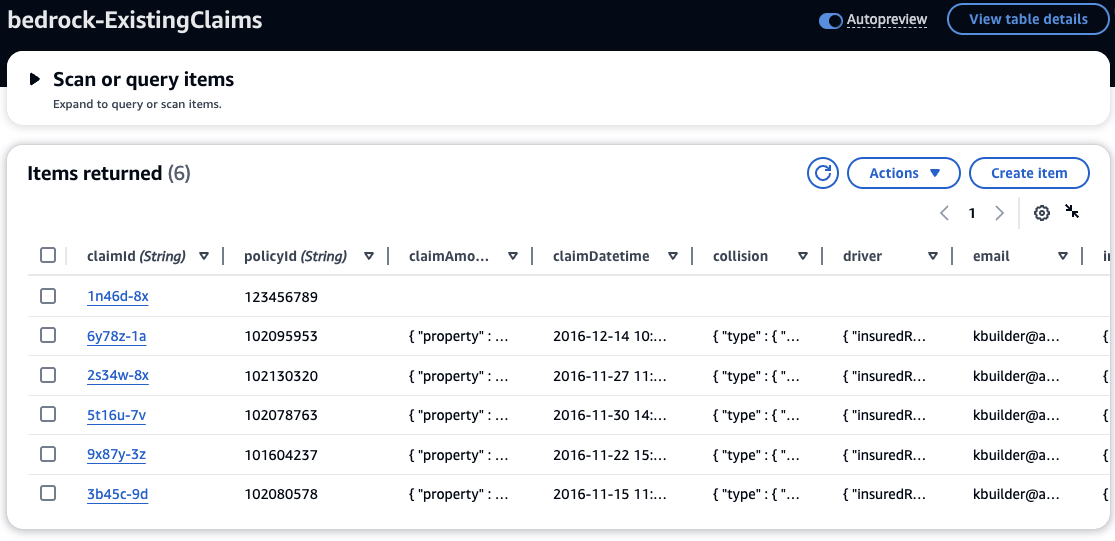 bedrock-ExistingClaims
Autopreview
View table details
Scan or query items
Expand to query or scan items.
Items returned (6)
Actions
Create item
1
claimId (String) policyId (String) claimAmo... claimDatetime collision driver email
1n46d-8x 123456789
6y78z-1a 102095953 { "property" : ... 2016-12-14 10:... { "type" : { "... { "insuredR... kbuilder@a... {
2s34w-8x 102130320 { "property" : ... 2016-11-27 11:... { "type" : { "... { "insuredR... kbuilder@a... {
5t16u-7v 102078763 { "property" : ... 2016-11-30 14:... { "type" : { "... { "insuredR... kbuilder@a... {
9x87y-3z 101604237 { "property" : ... 2016-11-22 15:... { "type" : { "... { "insuredR... kbuilder@a... {
3b45c-9d 102080578 { "property" : ... 2016-11-15 11:... { "type" : { "... { "insuredR... kbuilder@a... {